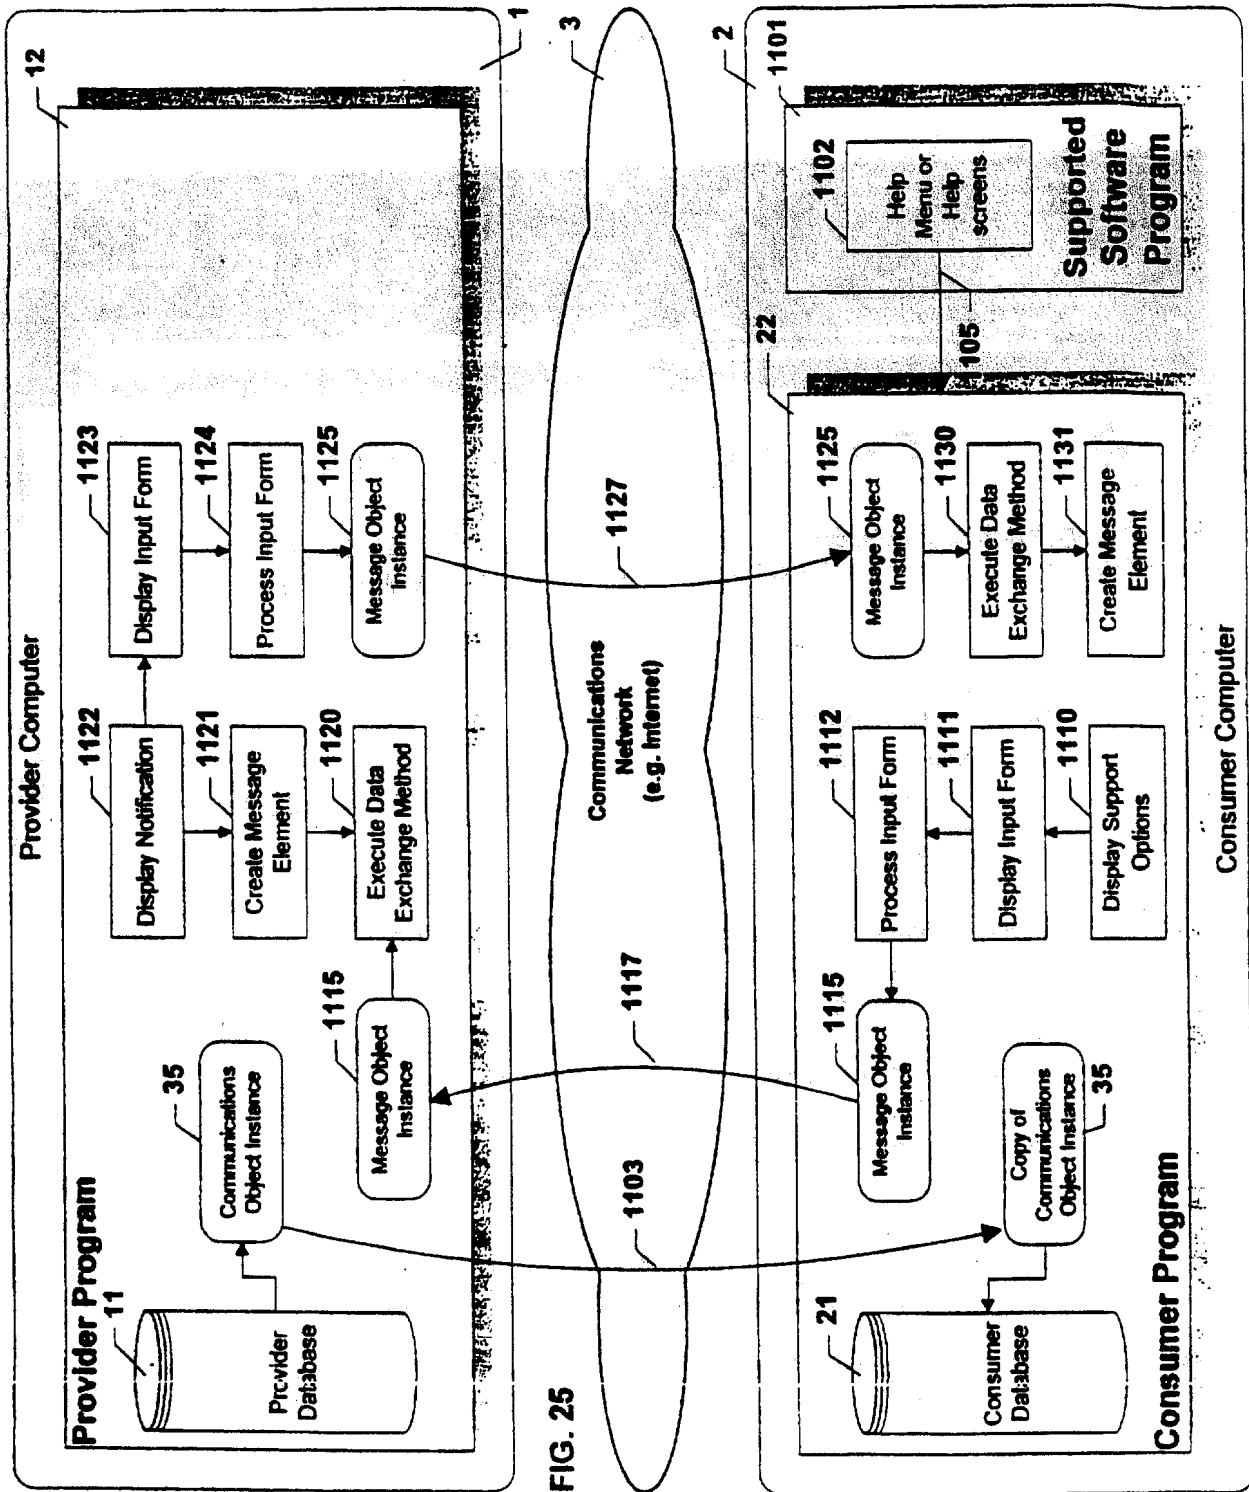 Provider Computer
1
12
Provider Program
11
Provider
Database
35
Communications
Object Instance
1115
Message Object
Instance
1122
Display Notification
1121
Create Message
Element
1120
Execute Data
Exchange Method
1123
Display Input Form
1124
Process Input Form
1125
Message Object
Instance
3
Communications
Network
(e.g. Internet)
1103
1117
1127
FIG. 25
2
22
1112
Process Input Form
1111
Display Input Form
1110
Display Support
Options
1115
Message Object
Instance
Copy of
Communications
Object Instance
35
21
Consumer
Database
Consumer Program
1125
Message Object
Instance
1130
Execute Data
Exchange Method
1131
Create Message
Element
105
1101
1102
Help
Menu or
Help
screens
Supported
Software
Program
Consumer Computer